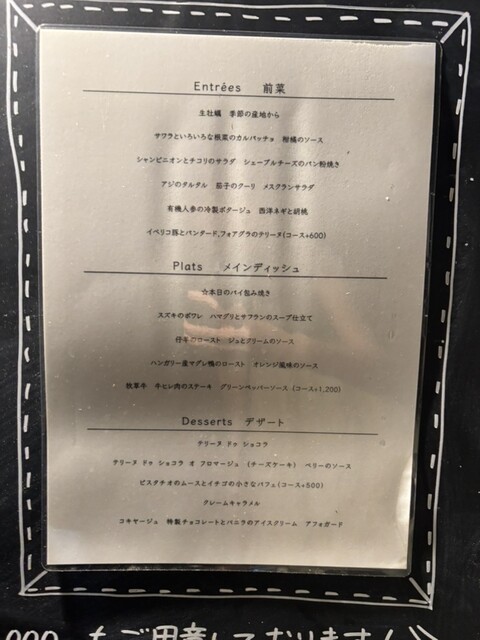 Entrées 前菜
生牡蠣 季節の産地から
サワラといろいろな根菜のカルパッチョ 柑橘のソース
シャンピニオンとチコリのサラダ シェーブルチーズのパン粉焼き
アジのタルタル 茄子のクーリ メスクランサラダ
有機人参の冷製ポタージュ 西洋ネギと胡桃
イベリコ豚とパンタード,フォアグラのテリーヌ(コース+600)
Plats メインディッシュ
☆本日のパイ包み焼き
スズキのポワレ ハマグリとサフランのスープ仕立て
仔羊のロースト ジュとクリームのソース
ハンガリー産マグレ鴨のロースト オレンジ風味のソース
牛ヒレ肉のステーキ グリーンペッパーソース (コース+1,200)
Desserts デザート
テリーヌ ドゥ ショコラ
テリーヌ ドゥ ショコラ オ フロマージュ (チーズケーキ) ベリーのソース
ピスタチオのムースとイチゴの小さなパフェ(コース+500)
クレームキャラメル
コキヤージュ 特製チョコレートとバニラのアイスクリーム アフォガード
もご用意しております